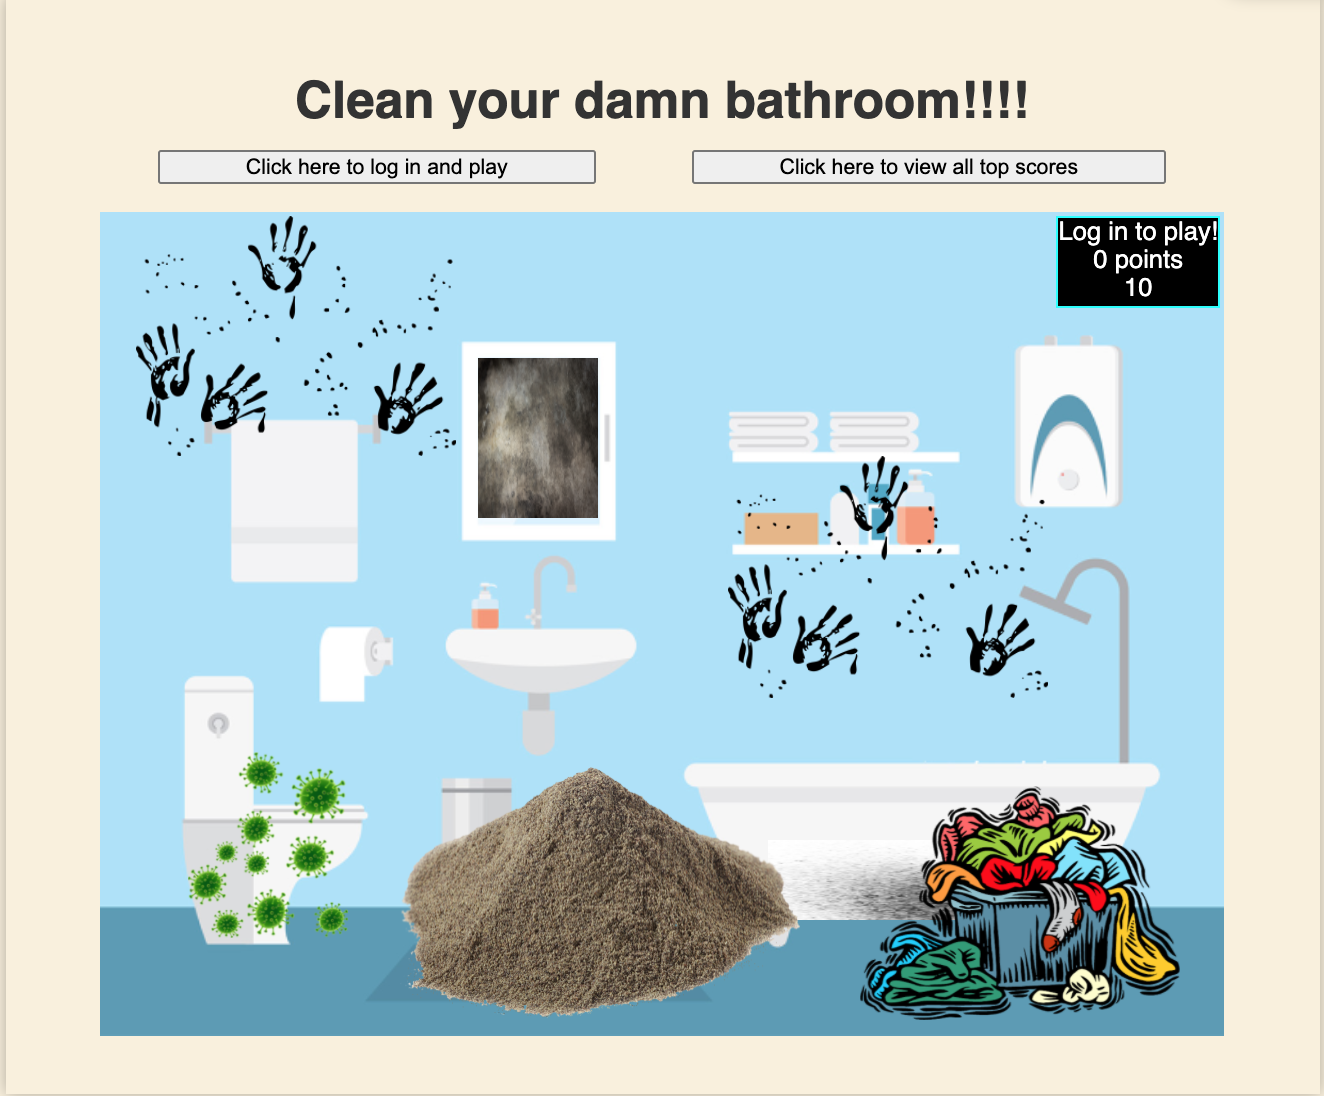 Clean your damn bathroom!!!!
Click here to log in and play
Click here to view all top scores
Log in to play!
0 points
10